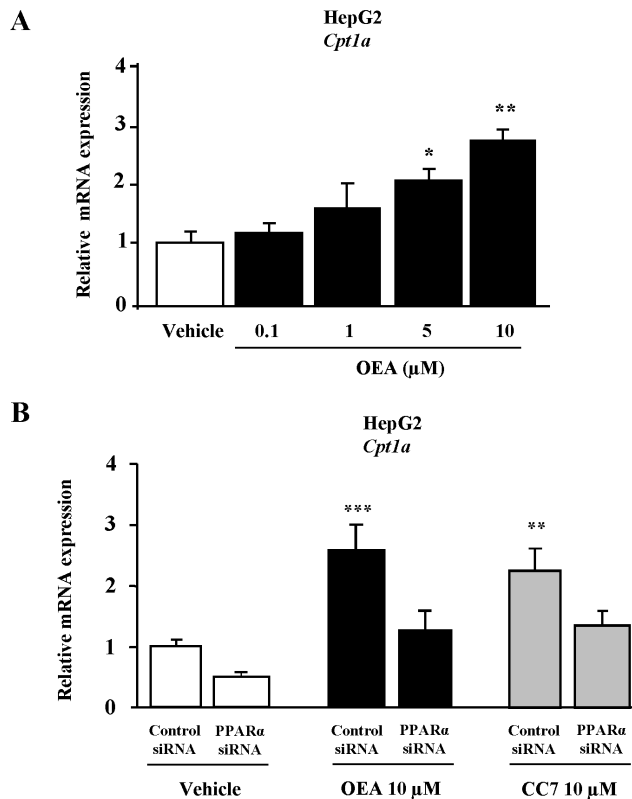 A
HepG2
Cpt1a
Relative mRNA expression
4
3
2
1
0
*
**
Vehicle 0.1 1 5 10
OEA (µM)
B
HepG2
Cpt1a
Relative mRNA expression
4
3
2
1
0
***
**
Control PPARα Control PPARα Control PPARα
siRNA siRNA siRNA siRNA siRNA siRNA
Vehicle OEA 10 µM CC7 10 µM